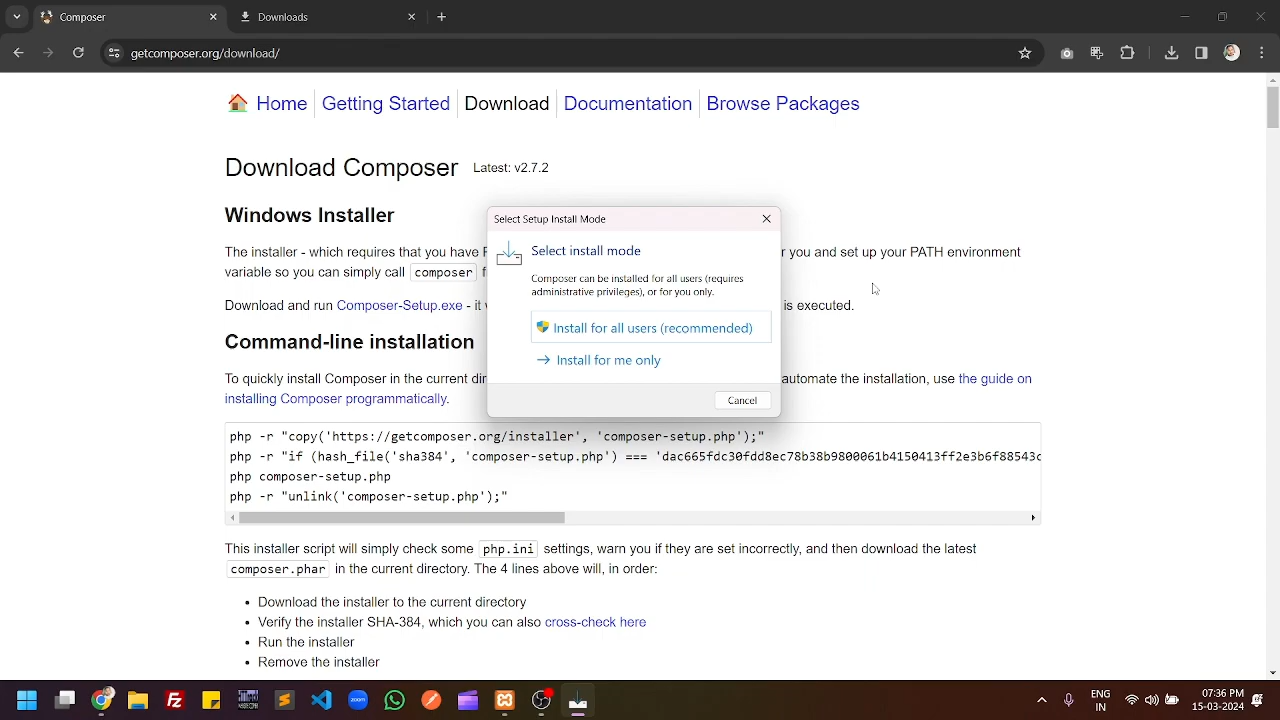 Composer
Downloads
getcomposer.org/download/
Home
Getting Started
Download
Documentation
Browse Packages
Download Composer Latest: v2.7.2
Windows Installer
The installer - which requires that you have
r you and set up your PATH environment
variable so you can simply call composer f
Download and run Composer-Setup.exe - it
is executed.
Command-line installation
To quickly install Composer in the current dir
automate the installation, use the guide on
installing Composer programmatically.
Select Setup Install Mode
Select install mode
Composer can be installed for all users (requires
administrative privileges), or for you only.
Install for all users (recommended)
Install for me only
Cancel
php -r "copy('https://getcomposer.org/installer', 'composer-setup.php');"
php -r "if (hash_file('sha384', 'composer-setup.php') === 'dac665fdc30fdd8ec78b38b9800061b4150413ff2e3b6f88543c
php composer-setup.php
php -r "unlink('composer-setup.php');"
This installer script will simply check some php.ini settings, warn you if they are set incorrectly, and then download the latest
composer.phar in the current directory. The 4 lines above will, in order:
• Download the installer to the current directory
• Verify the installer SHA-384, which you can also cross-check here
• Run the installer
• Remove the installer
zoom
ENG
IN
07:36 PM
15-03-2024